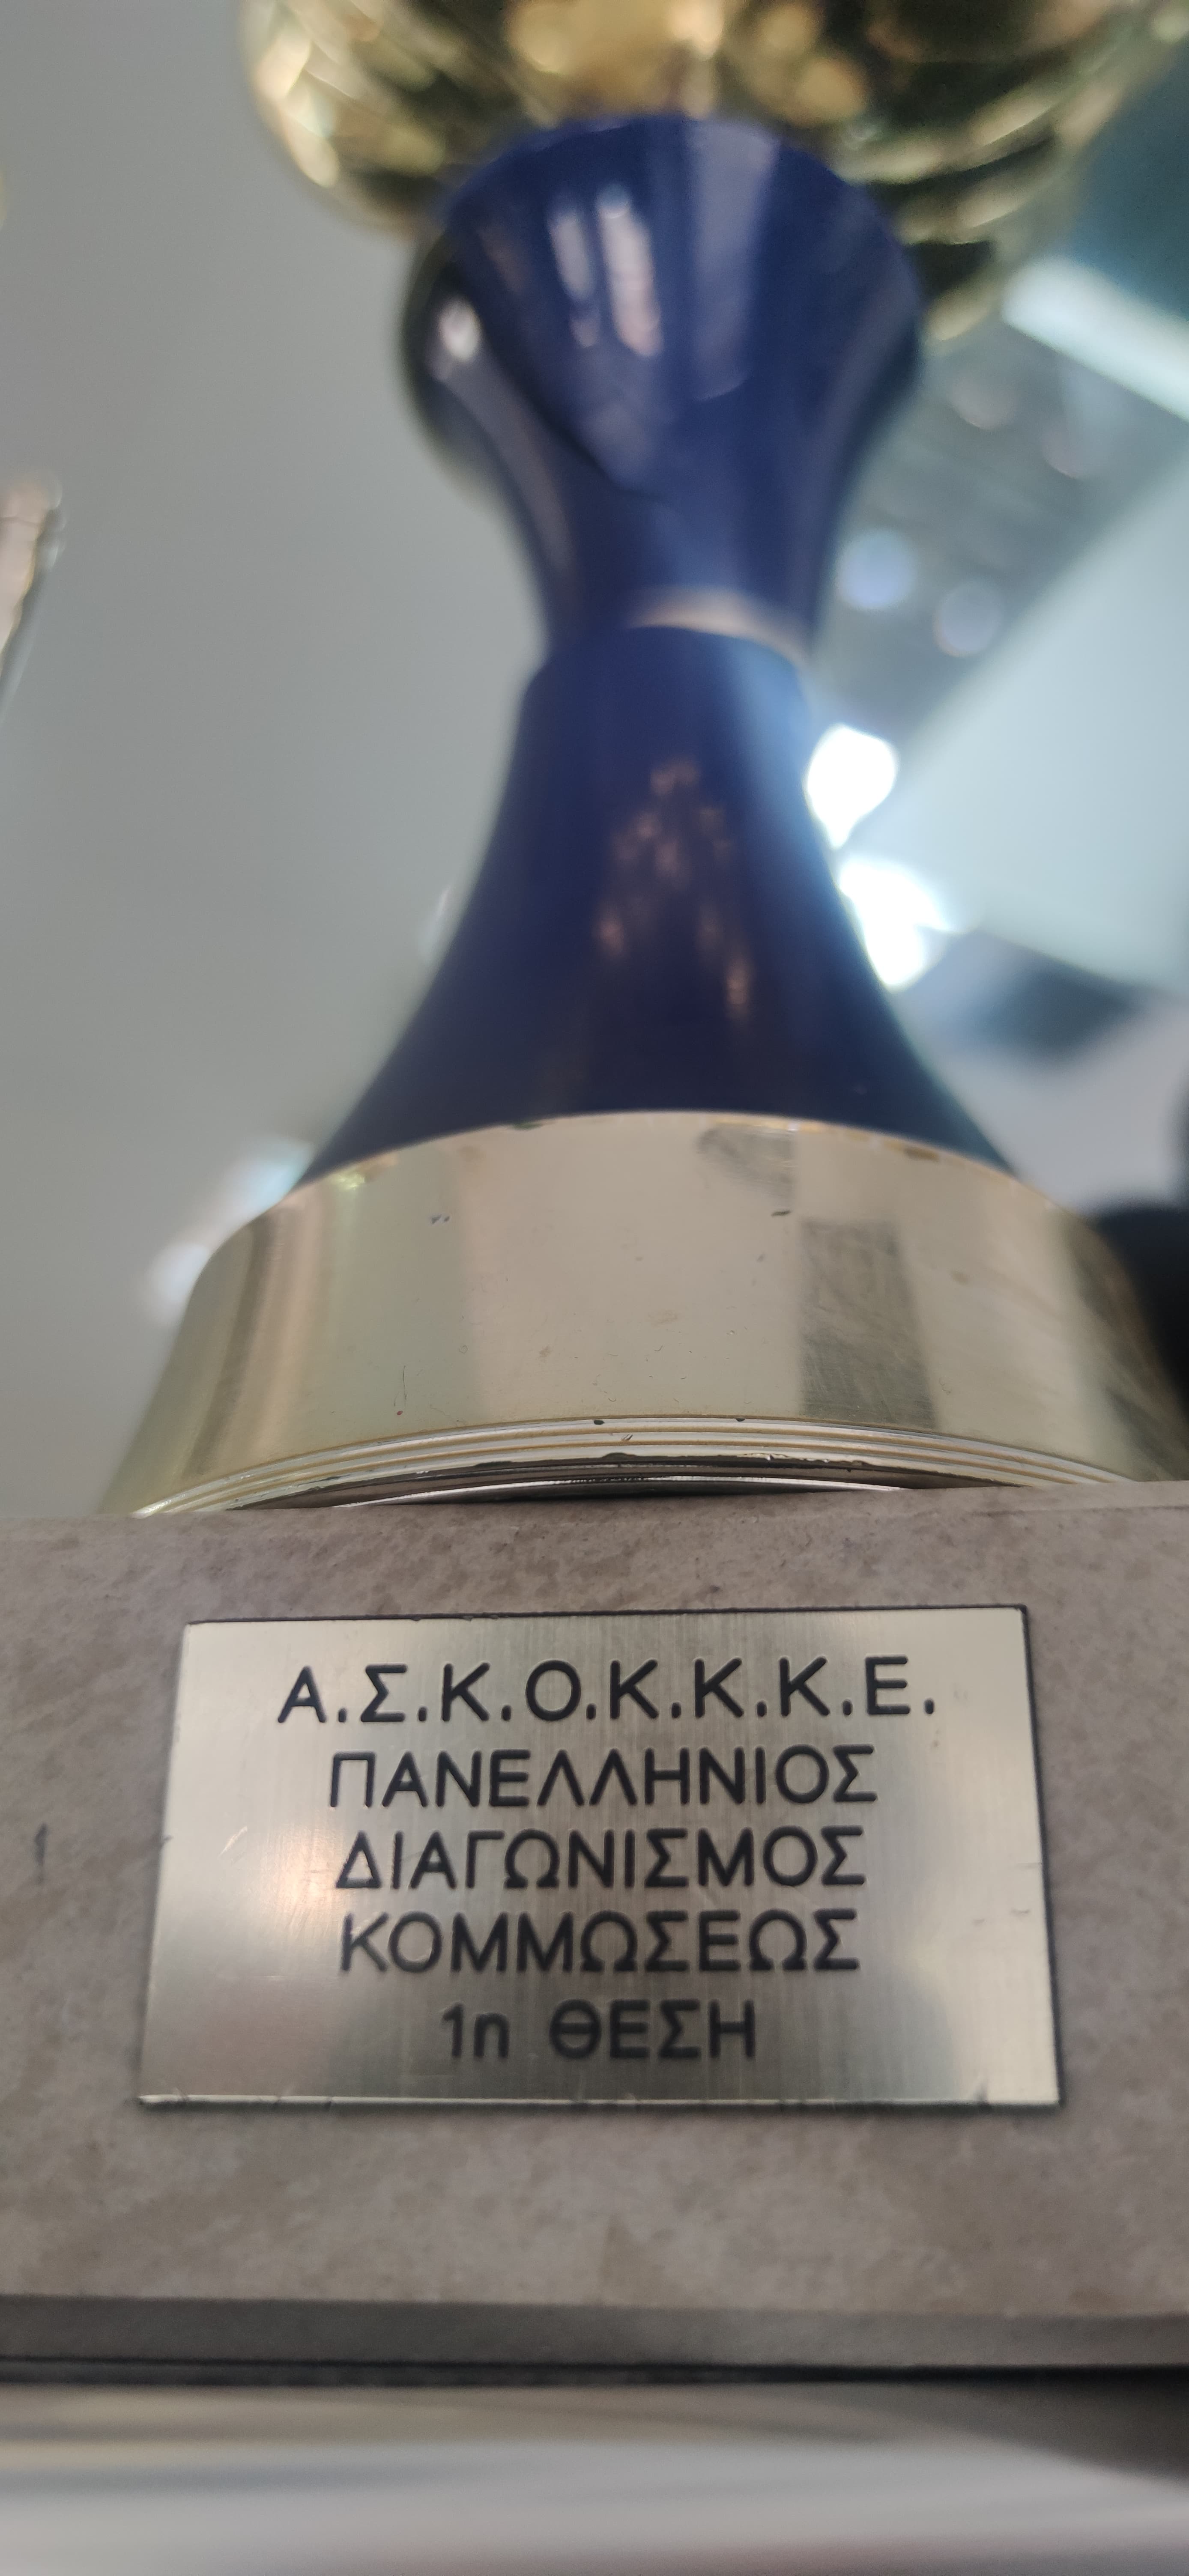 Α.Σ.Κ.Ο.Κ.Κ.Κ.Ε.
ΠΑΝΕΛΛΗΝΙΟΣ
ΔΙΑΓΩΝΙΣΜΟΣ
ΚΟΜΜΩΣΕΩΣ
1η ΘΕΣΗ